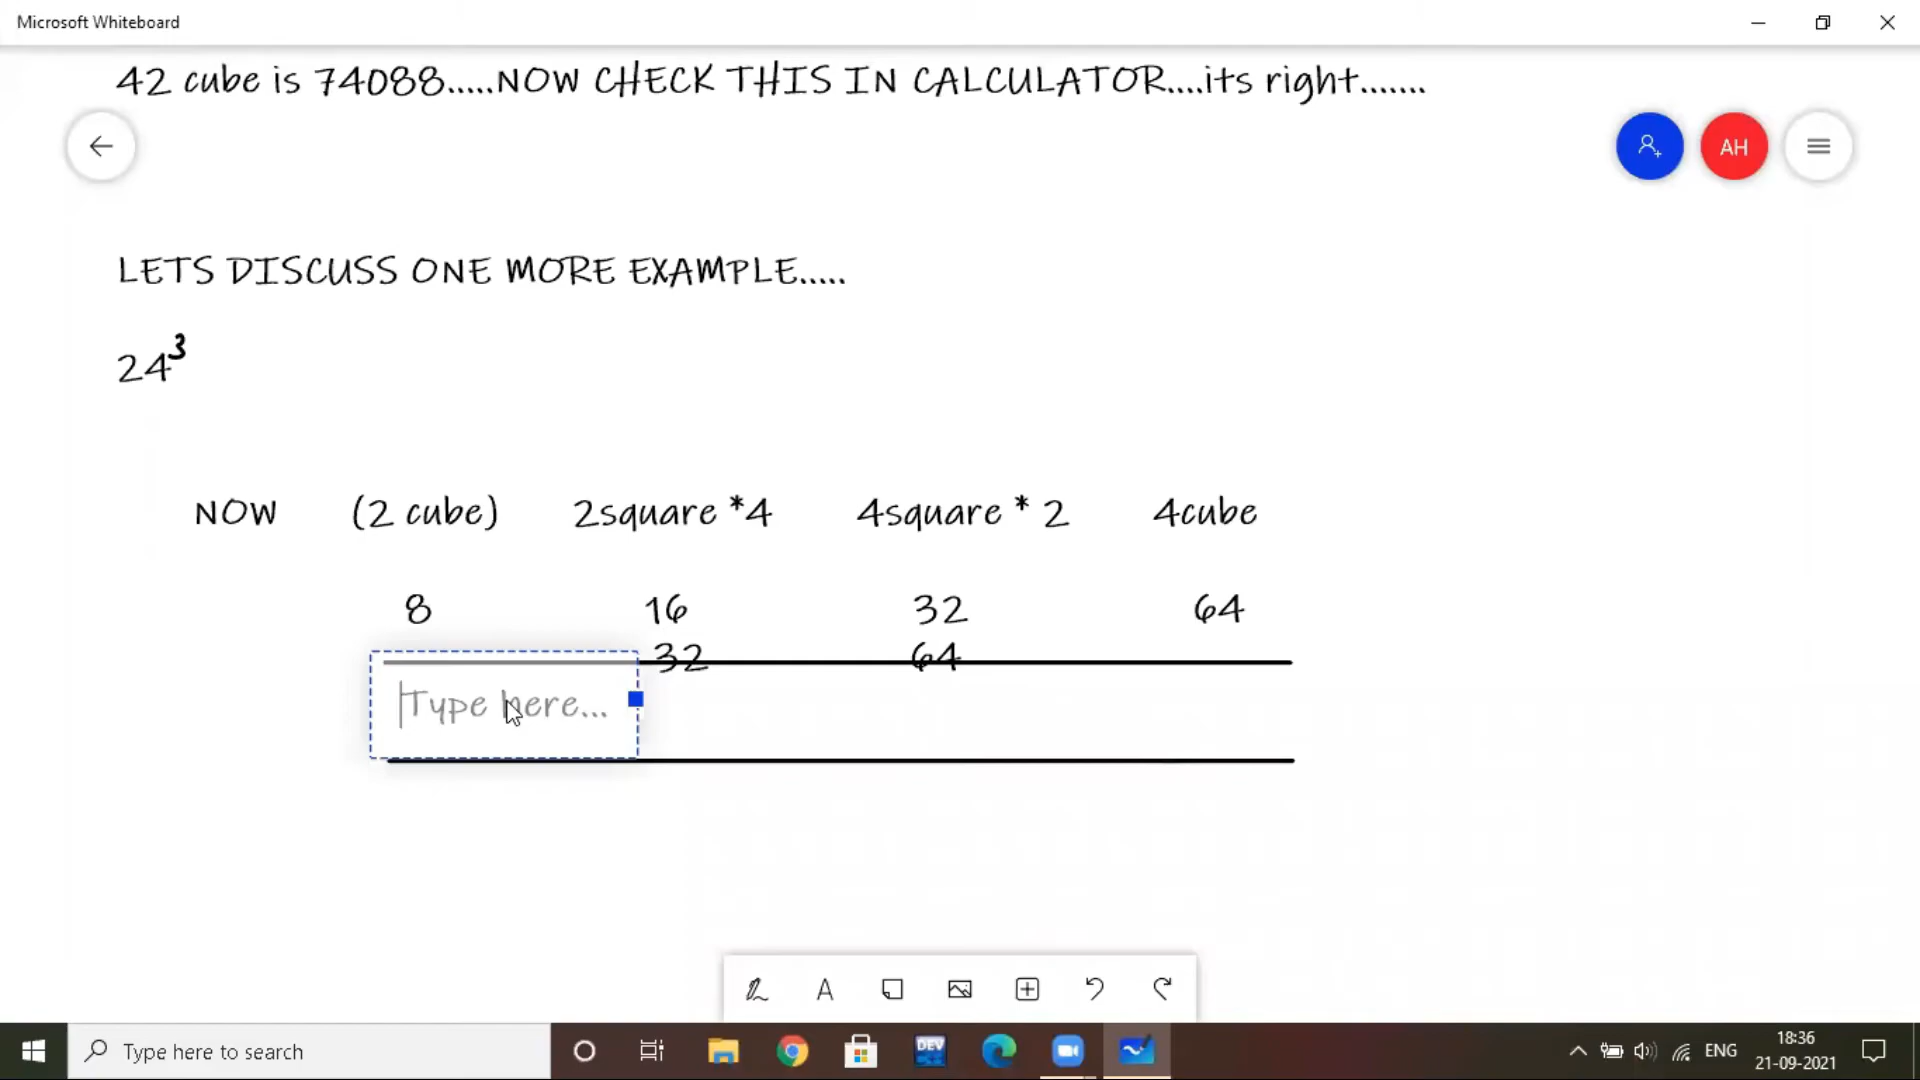 Microsoft Whiteboard
42 cube is 74088.....NOW CHECK THIS IN CALCULATOR....its right.......
AH
LETS DISCUSS ONE MORE EXAMPLE.....
24³
NOW (2 cube) 2square *4 4square * 2 4cube
8 16 32 64
32 64
Type here...
Type here to search
DEV
ENG
18:36
21-09-2021